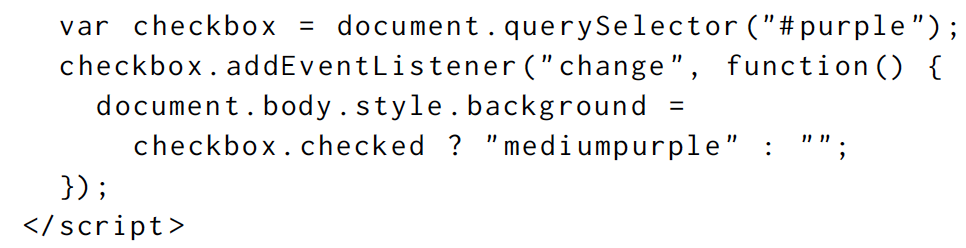 var checkbox = document.querySelector("#purple");
checkbox.addEventListener("change", function() {
document.body.style.background =
checkbox.checked ? "mediumpurple" : "";
});
</script>